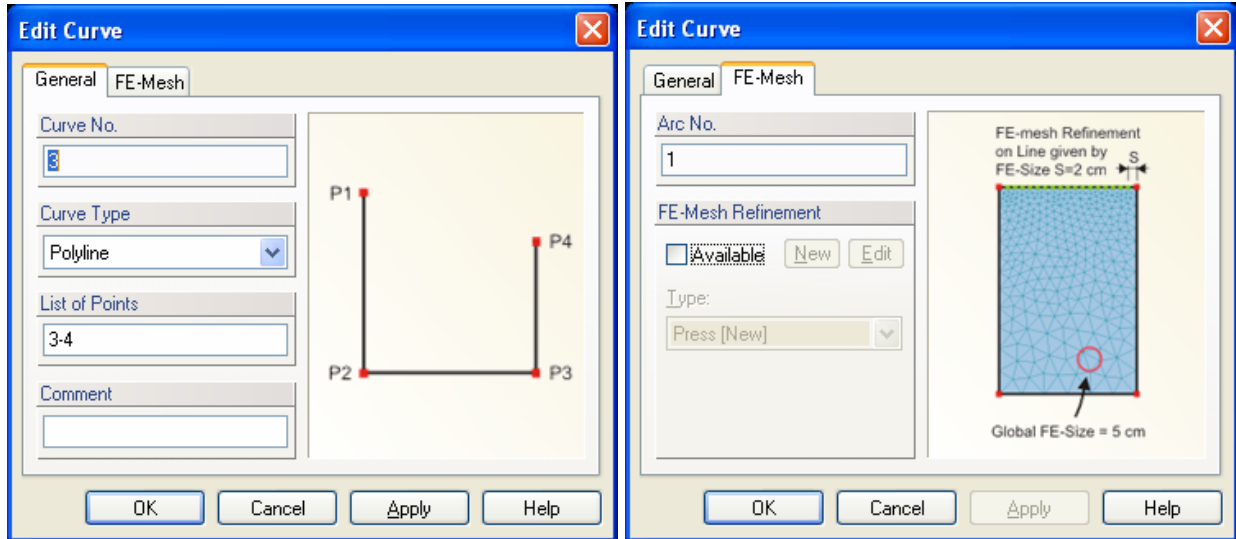 Edit Curve
General FE-Mesh
Curve No.
3
Curve Type
Polyline
List of Points
3-4
Comment
P1
P4
P2
P3
OK Cancel Apply Help
Edit Curve
General FE-Mesh
Arc No.
1
FE-Mesh Refinement
Available New Edit
Type:
Press [New]
FE-mesh Refinement
on Line given by
FE-Size S=2 cm
S
Global FE-Size = 5 cm
OK Cancel Apply Help